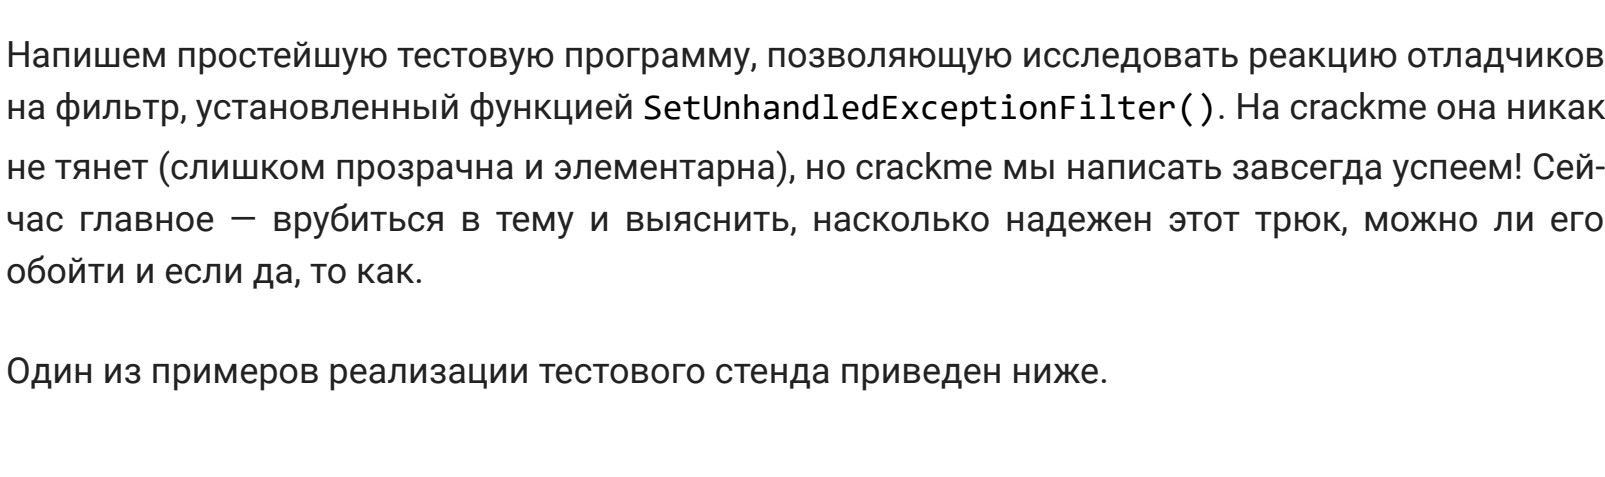 Напишем простейшую тестовую программу, позволяющую исследовать реакцию отладчиков
на фильтр, установленный функцией SetUnhandledExceptionFilter(). На crackme она никак
не тянет (слишком прозрачна и элементарна), но crackme мы написать завсегда успеем! Сей-
час главное — врубиться в тему и выяснить, насколько надежен этот трюк, можно ли его
обойти и если да, то как.
Один из примеров реализации тестового стенда приведен ниже.